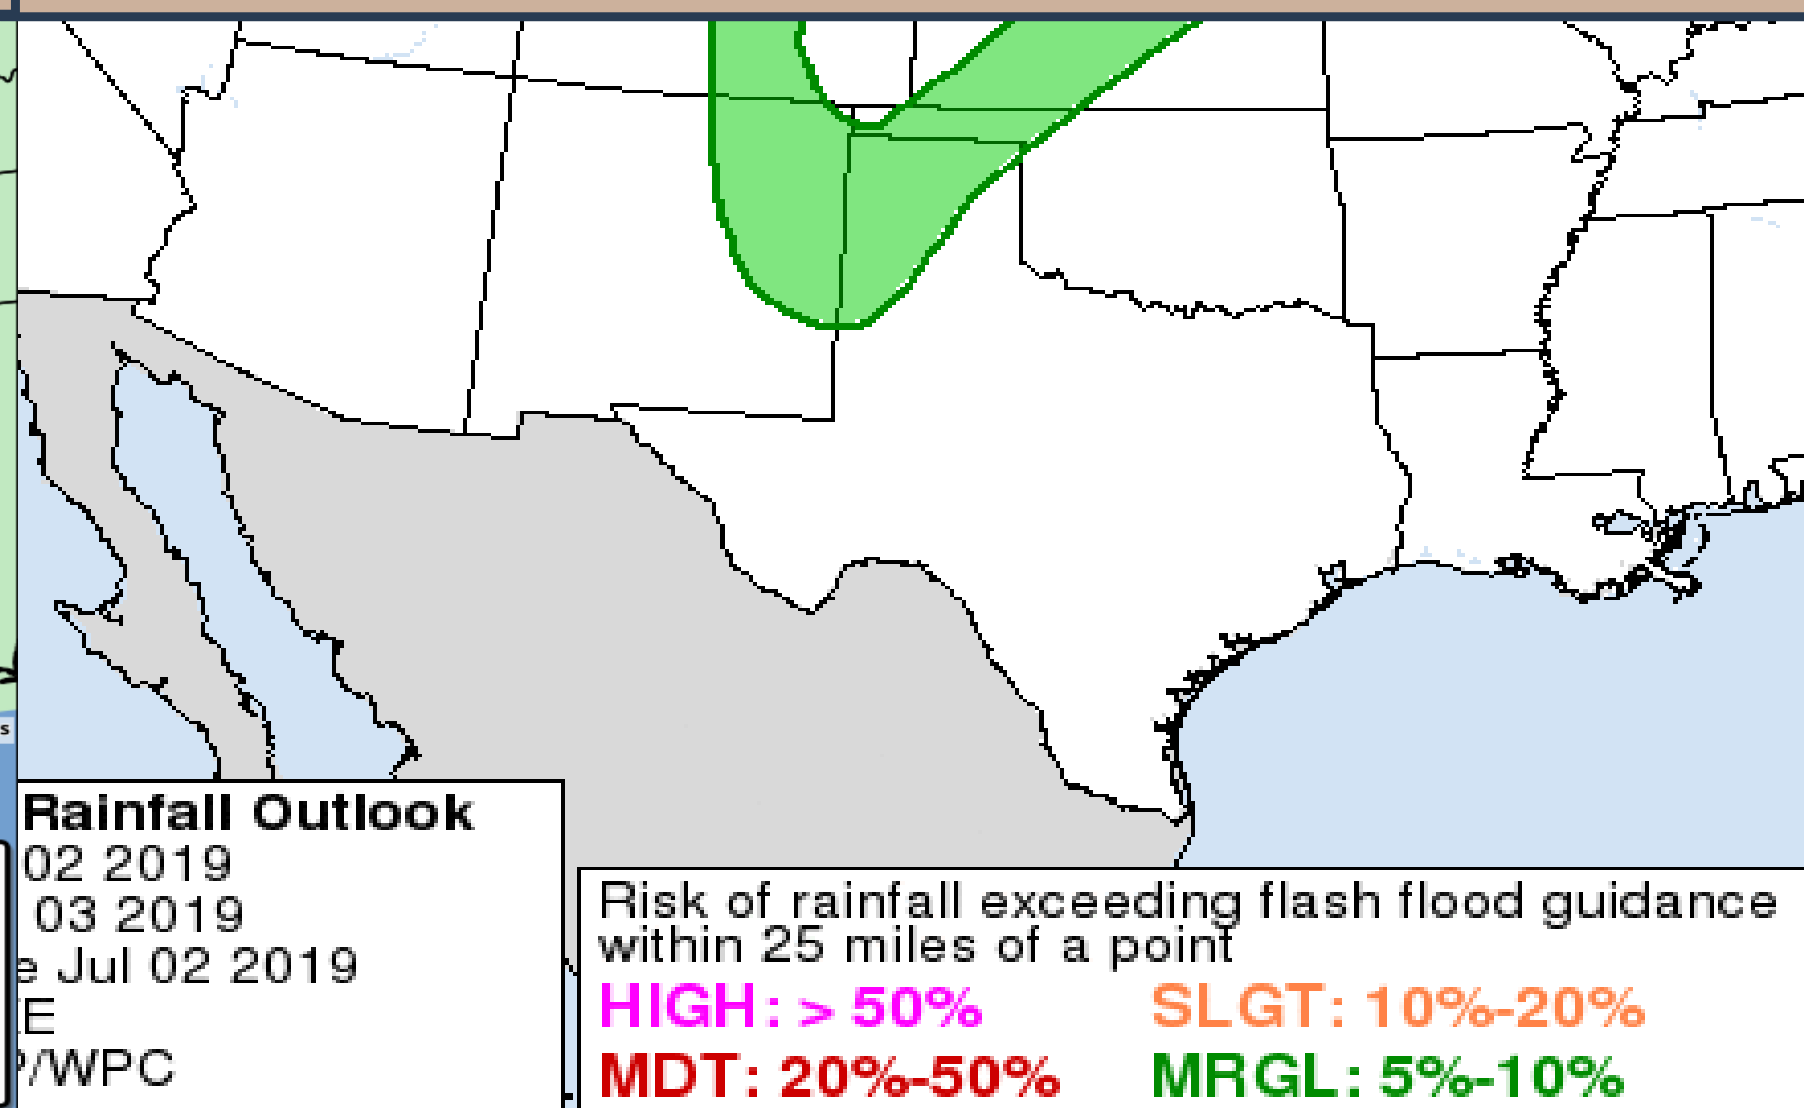 s
Rainfall Outlook
02 2019
03 2019
e Jul 02 2019
E
P/WPC
Risk of rainfall exceeding flash flood guidance
within 25 miles of a point
HIGH: > 50% SLGT: 10%-20%
MDT: 20%-50% MRGL: 5%-10%